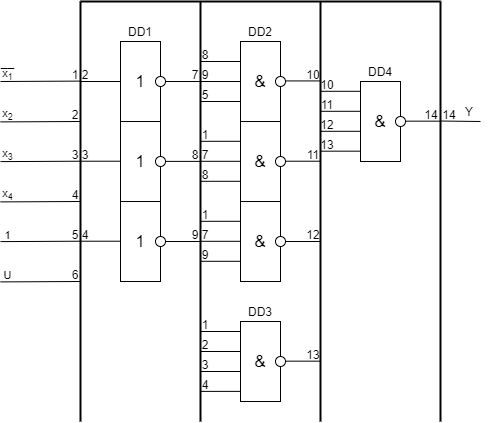 DD1 DD2
8
x̅₁ 1 2 1 7 9 & 10 DD4
5 10
x₂ 2 11 & 14 14 Y
1 12
x₃ 3 3 1 8 7 & 11 13
8
x₄ 4
1
1 5 4 1 9 7 & 12
9
U 6
DD3
1
2
& 13
3
4